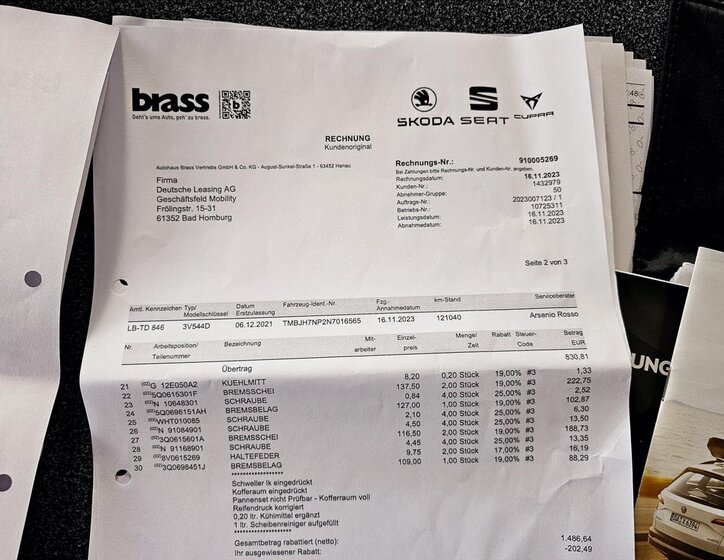 brass
Geht's ums Auto, geh' zu brass.
b
SKODA SEAT CUPRA
RECHNUNG
Kundenoriginal
Autohaus Brass Vertriebs GmbH & Co. KG - August-Sunkel-Straße 1 - 63452 Hanau
Firma
Deutsche Leasing AG
Geschäftsfeld Mobility
Frölingstr. 15-31
61352 Bad Homburg
Rechnungs-Nr.: 910005269
Bei Zahlungen bitte Rechnungs-Nr. und Kunden-Nr. angeben.
Rechnungsdatum: 16.11.2023
Kunden-Nr.: 1432979
Abnehmer-Gruppe: 50
Auftrags-Nr.: 2023007123 / 1
Betriebs-Nr.: 10725311
Leistungsdatum: 16.11.2023
Abnahmedatum: 16.11.2023
Seite 2 von 3
Amtl. Kennzeichen Typ/Modellschlüssel Datum Erstzulassung Fahrzeug-Ident.-Nr. Fzg.-Annahmedatum km-Stand Serviceberater
LB-TD 846 3V544D 06.12.2021 TMBJH7NP2N7016565 16.11.2023 121040 Arsenio Rosso
Nr. Arbeitsposition/Teilenummer Bezeichnung Mit-arbeiter Einzel-preis Menge/Zeit Rabatt Steuer-Code Betrag EUR
Übertrag 830,81
21 (02)G 12E050A2 KUEHLMITT 8,20 0,20 Stück 19,00% #3 1,33
22 (02)5Q0615301F BREMSSCHEI 137,50 2,00 Stück 19,00% #3 222,75
23 (02)N 10648301 SCHRAUBE 0,84 4,00 Stück 25,00% #3 2,52
24 (02)5Q0698151AH BREMSBELAG 127,00 1,00 Stück 19,00% #3 102,87
25 (02)WHT010085 SCHRAUBE 2,10 4,00 Stück 25,00% #3 6,30
26 (02)N 91084901 SCHRAUBE 4,50 4,00 Stück 25,00% #3 13,50
27 (02)3Q0615601A BREMSSCHEI 116,50 2,00 Stück 19,00% #3 188,73
28 (02)N 91168901 SCHRAUBE 4,45 4,00 Stück 25,00% #3 13,35
29 (02)8V0615269 HALTEFEDER 9,75 2,00 Stück 17,00% #3 16,19
30 (02)3Q0698451J BREMSBELAG 109,00 1,00 Stück 19,00% #3 88,29
******************
Schweller lk eingedrückt
Kofferaum eingedrückt
Pannenset nicht Prüfbar - Kofferraum voll
Reifendruck korrigiert
0,20 ltr. Kühlmittel ergänzt
1 ltr. Scheibenreiniger aufgefüllt
******************
Gesamtbetrag rabattiert (netto): 1.486,64
Ihr ausgewiesener Rabatt: -202,49
UNG